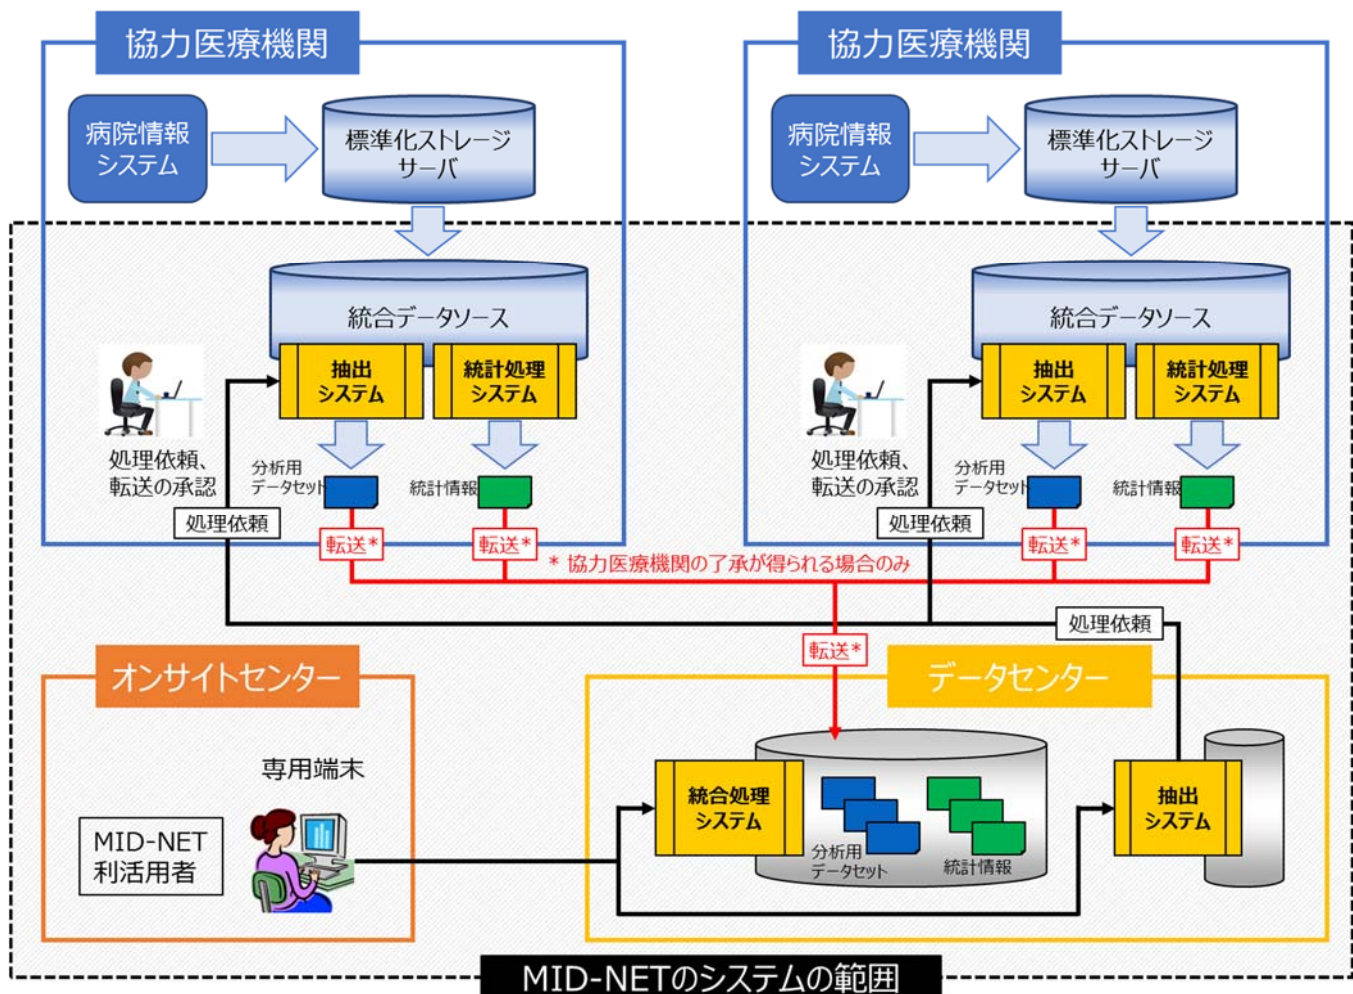 協力医療機関
協力医療機関
病院情報
システム
標準化ストレージ
サーバ
病院情報
システム
標準化ストレージ
サーバ
統合データソース
抽出
システム
統計処理
システム
処理依頼、
転送の承認
分析用
データセット
統計情報
処理依頼
転送*
転送*
統合データソース
抽出
システム
統計処理
システム
処理依頼、
転送の承認
分析用
データセット
統計情報
処理依頼
転送*
転送*
* 協力医療機関の了承が得られる場合のみ
処理依頼
転送*
オンサイトセンター
データセンター
専用端末
MID-NET
利活用者
統合処理
システム
分析用
データセット
統計情報
抽出
システム
MID-NETのシステムの範囲